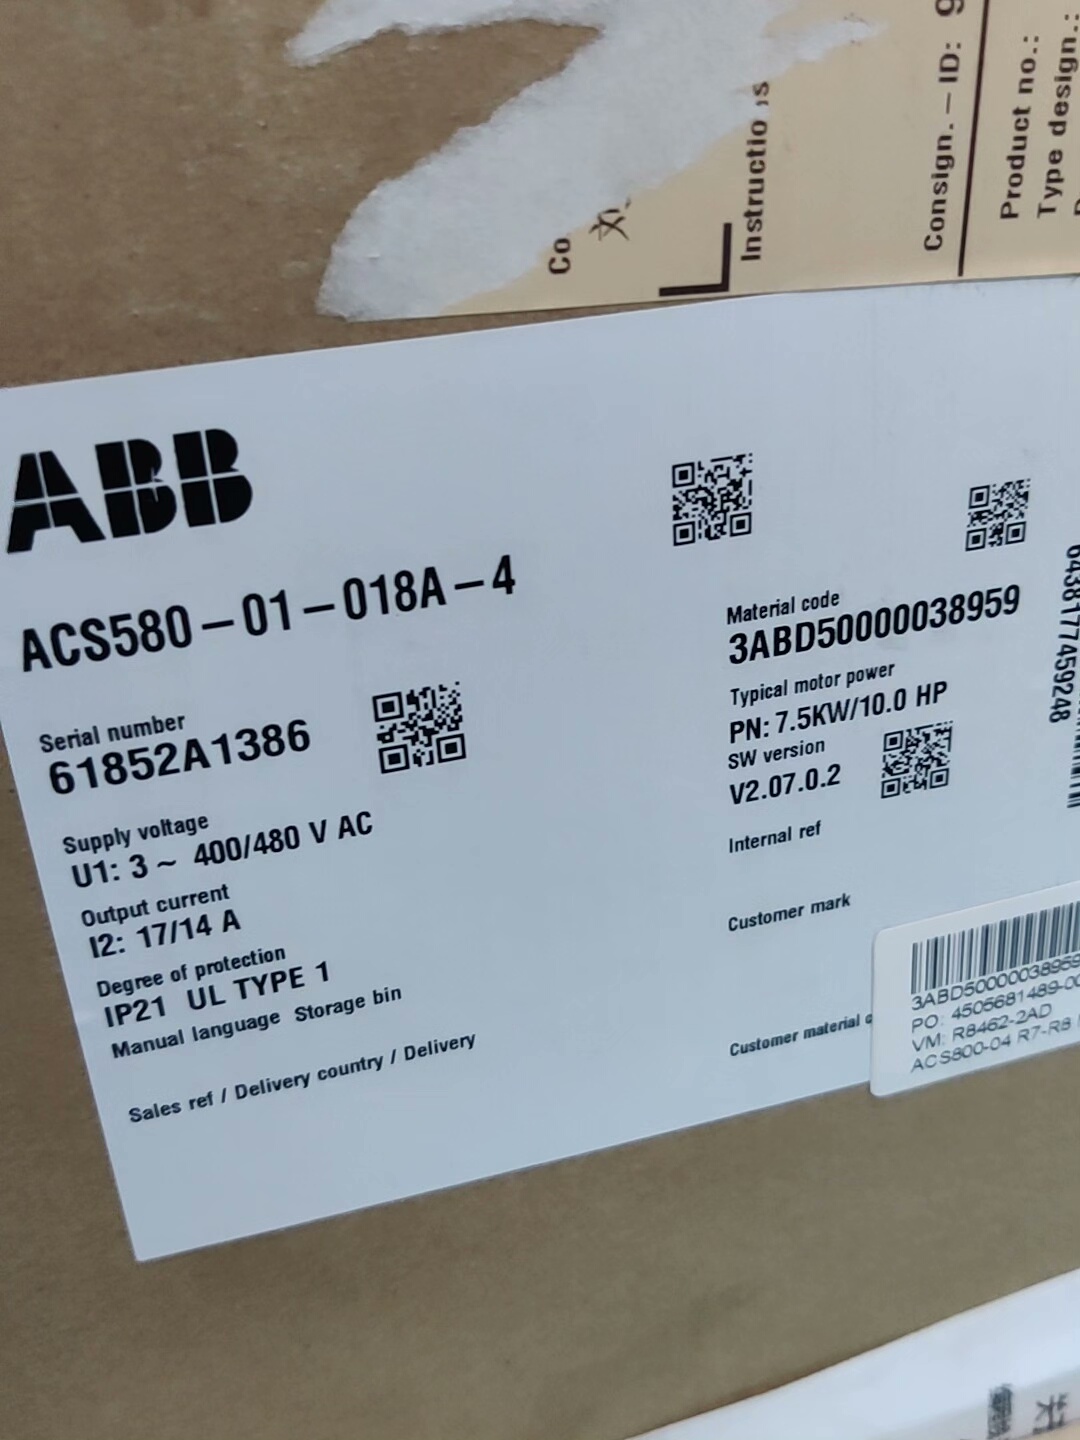 Co
Instructio s
Consign. – ID: 9
Product no.:
Type design.:
ABB
ACS580–01–018A–4
Serial number
61852A1386
Supply voltage
U1: 3 ~ 400/480 V AC
Output current
I2: 17/14 A
Degree of protection
IP21 UL TYPE 1
Manual language Storage bin
Sales ref / Delivery country / Delivery
Material code
3ABD50000038959
Typical motor power
PN: 7.5KW/10.0 HP
SW version
V2.07.0.2
Internal ref
Customer mark
Customer material
6438177459248
3ABD50000038959
PO: 4505681489-00
VM: R8462-2AD
ACS800-04 R7-R8